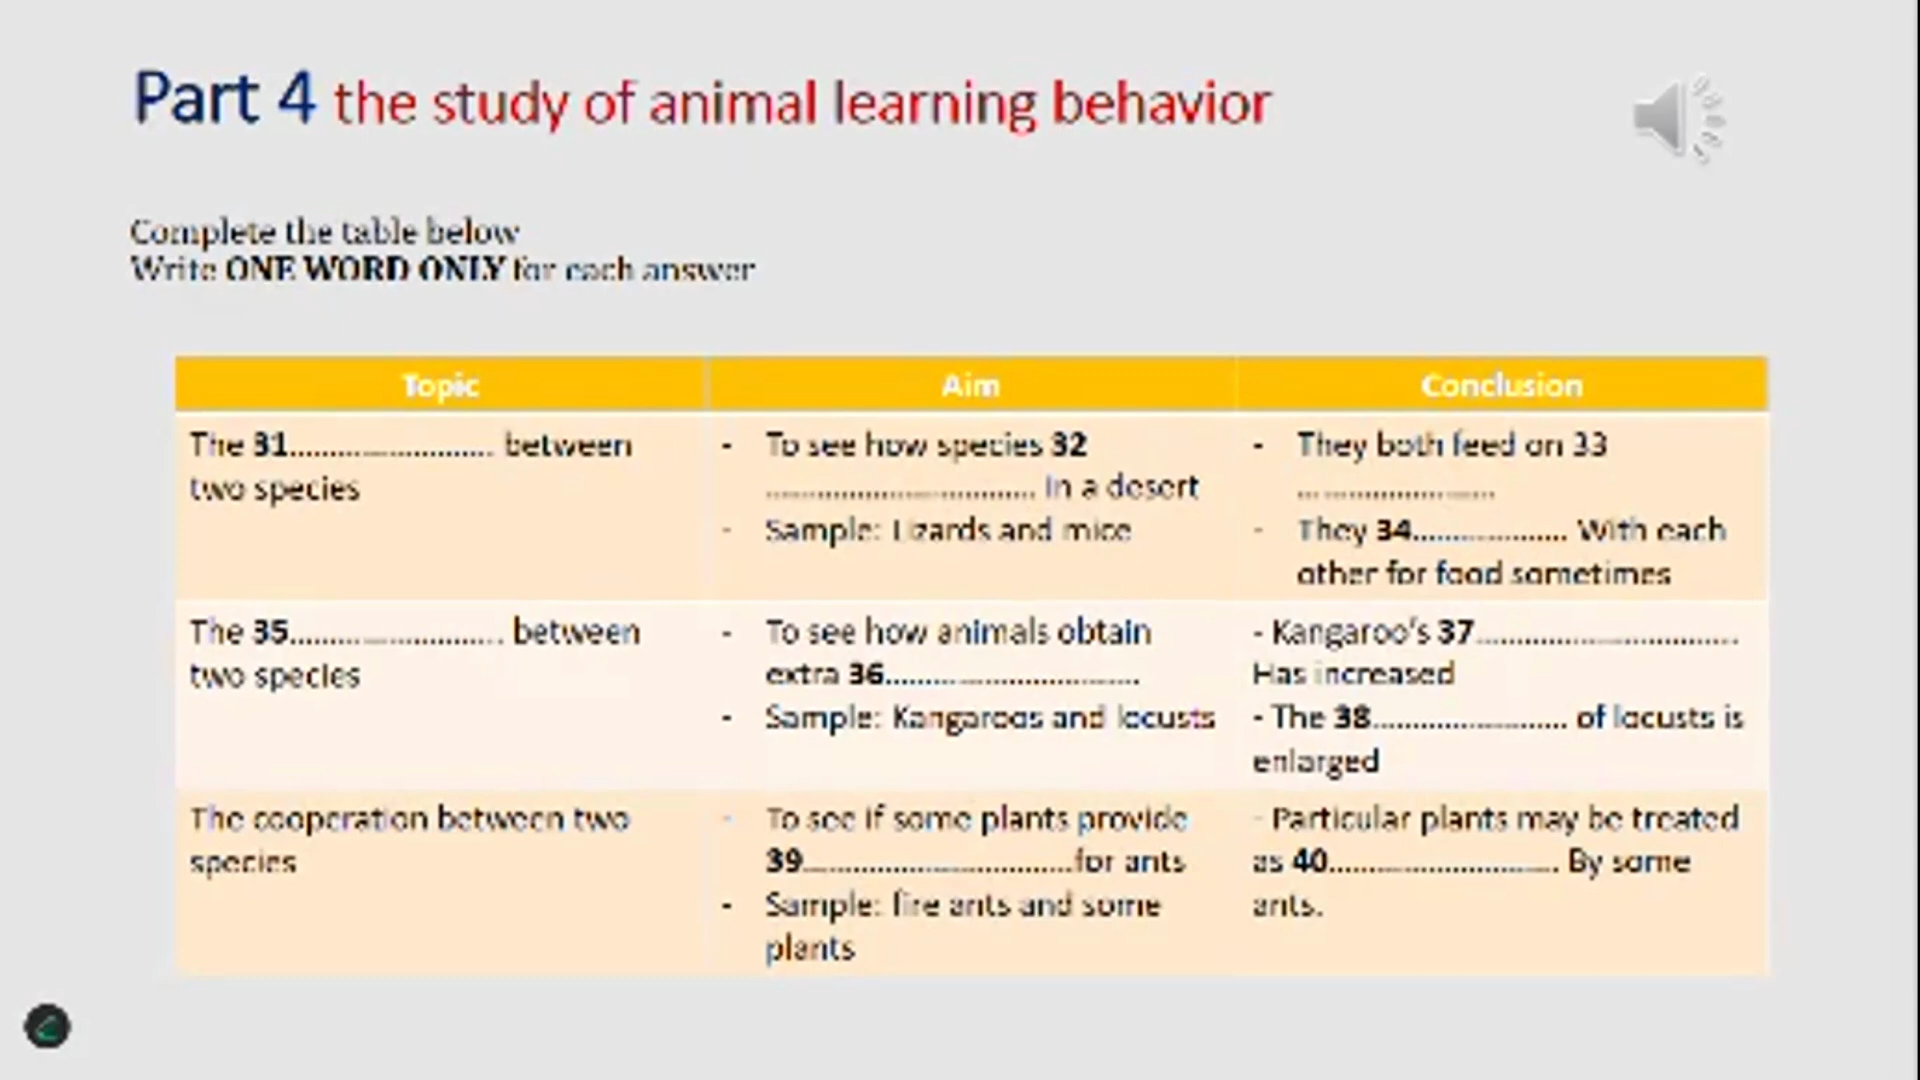 Part 4 the study of animal learning behavior
Complete the table below
Write ONE WORD ONLY for each answer
Topic
Aim
Conclusion
The 31........................ between
two species
- To see how species 32
................................ In a desert
- Sample: Lizards and mice
- They both feed on 33
........................
- They 34................... With each
other for food sometimes
The 35.......................... between
two species
- To see how animals obtain
extra 36...............................
- Sample: Kangaroos and locusts
- Kangaroo's 37................................
Has increased
- The 38........................ of locusts is
enlarged
The cooperation between two
species
- To see if some plants provide
39.................................for ants
- Sample: fire ants and some
plants
- Particular plants may be treated
as 40............................ By some
ants.